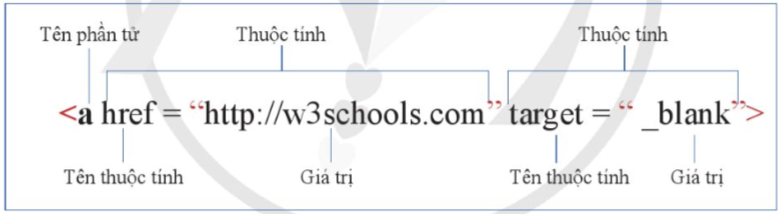 Tên phần tử Thuộc tính Thuộc tính
<a href = “http://w3schools.com” target = “ _blank”>
Tên thuộc tính Giá trị Tên thuộc tính Giá trị